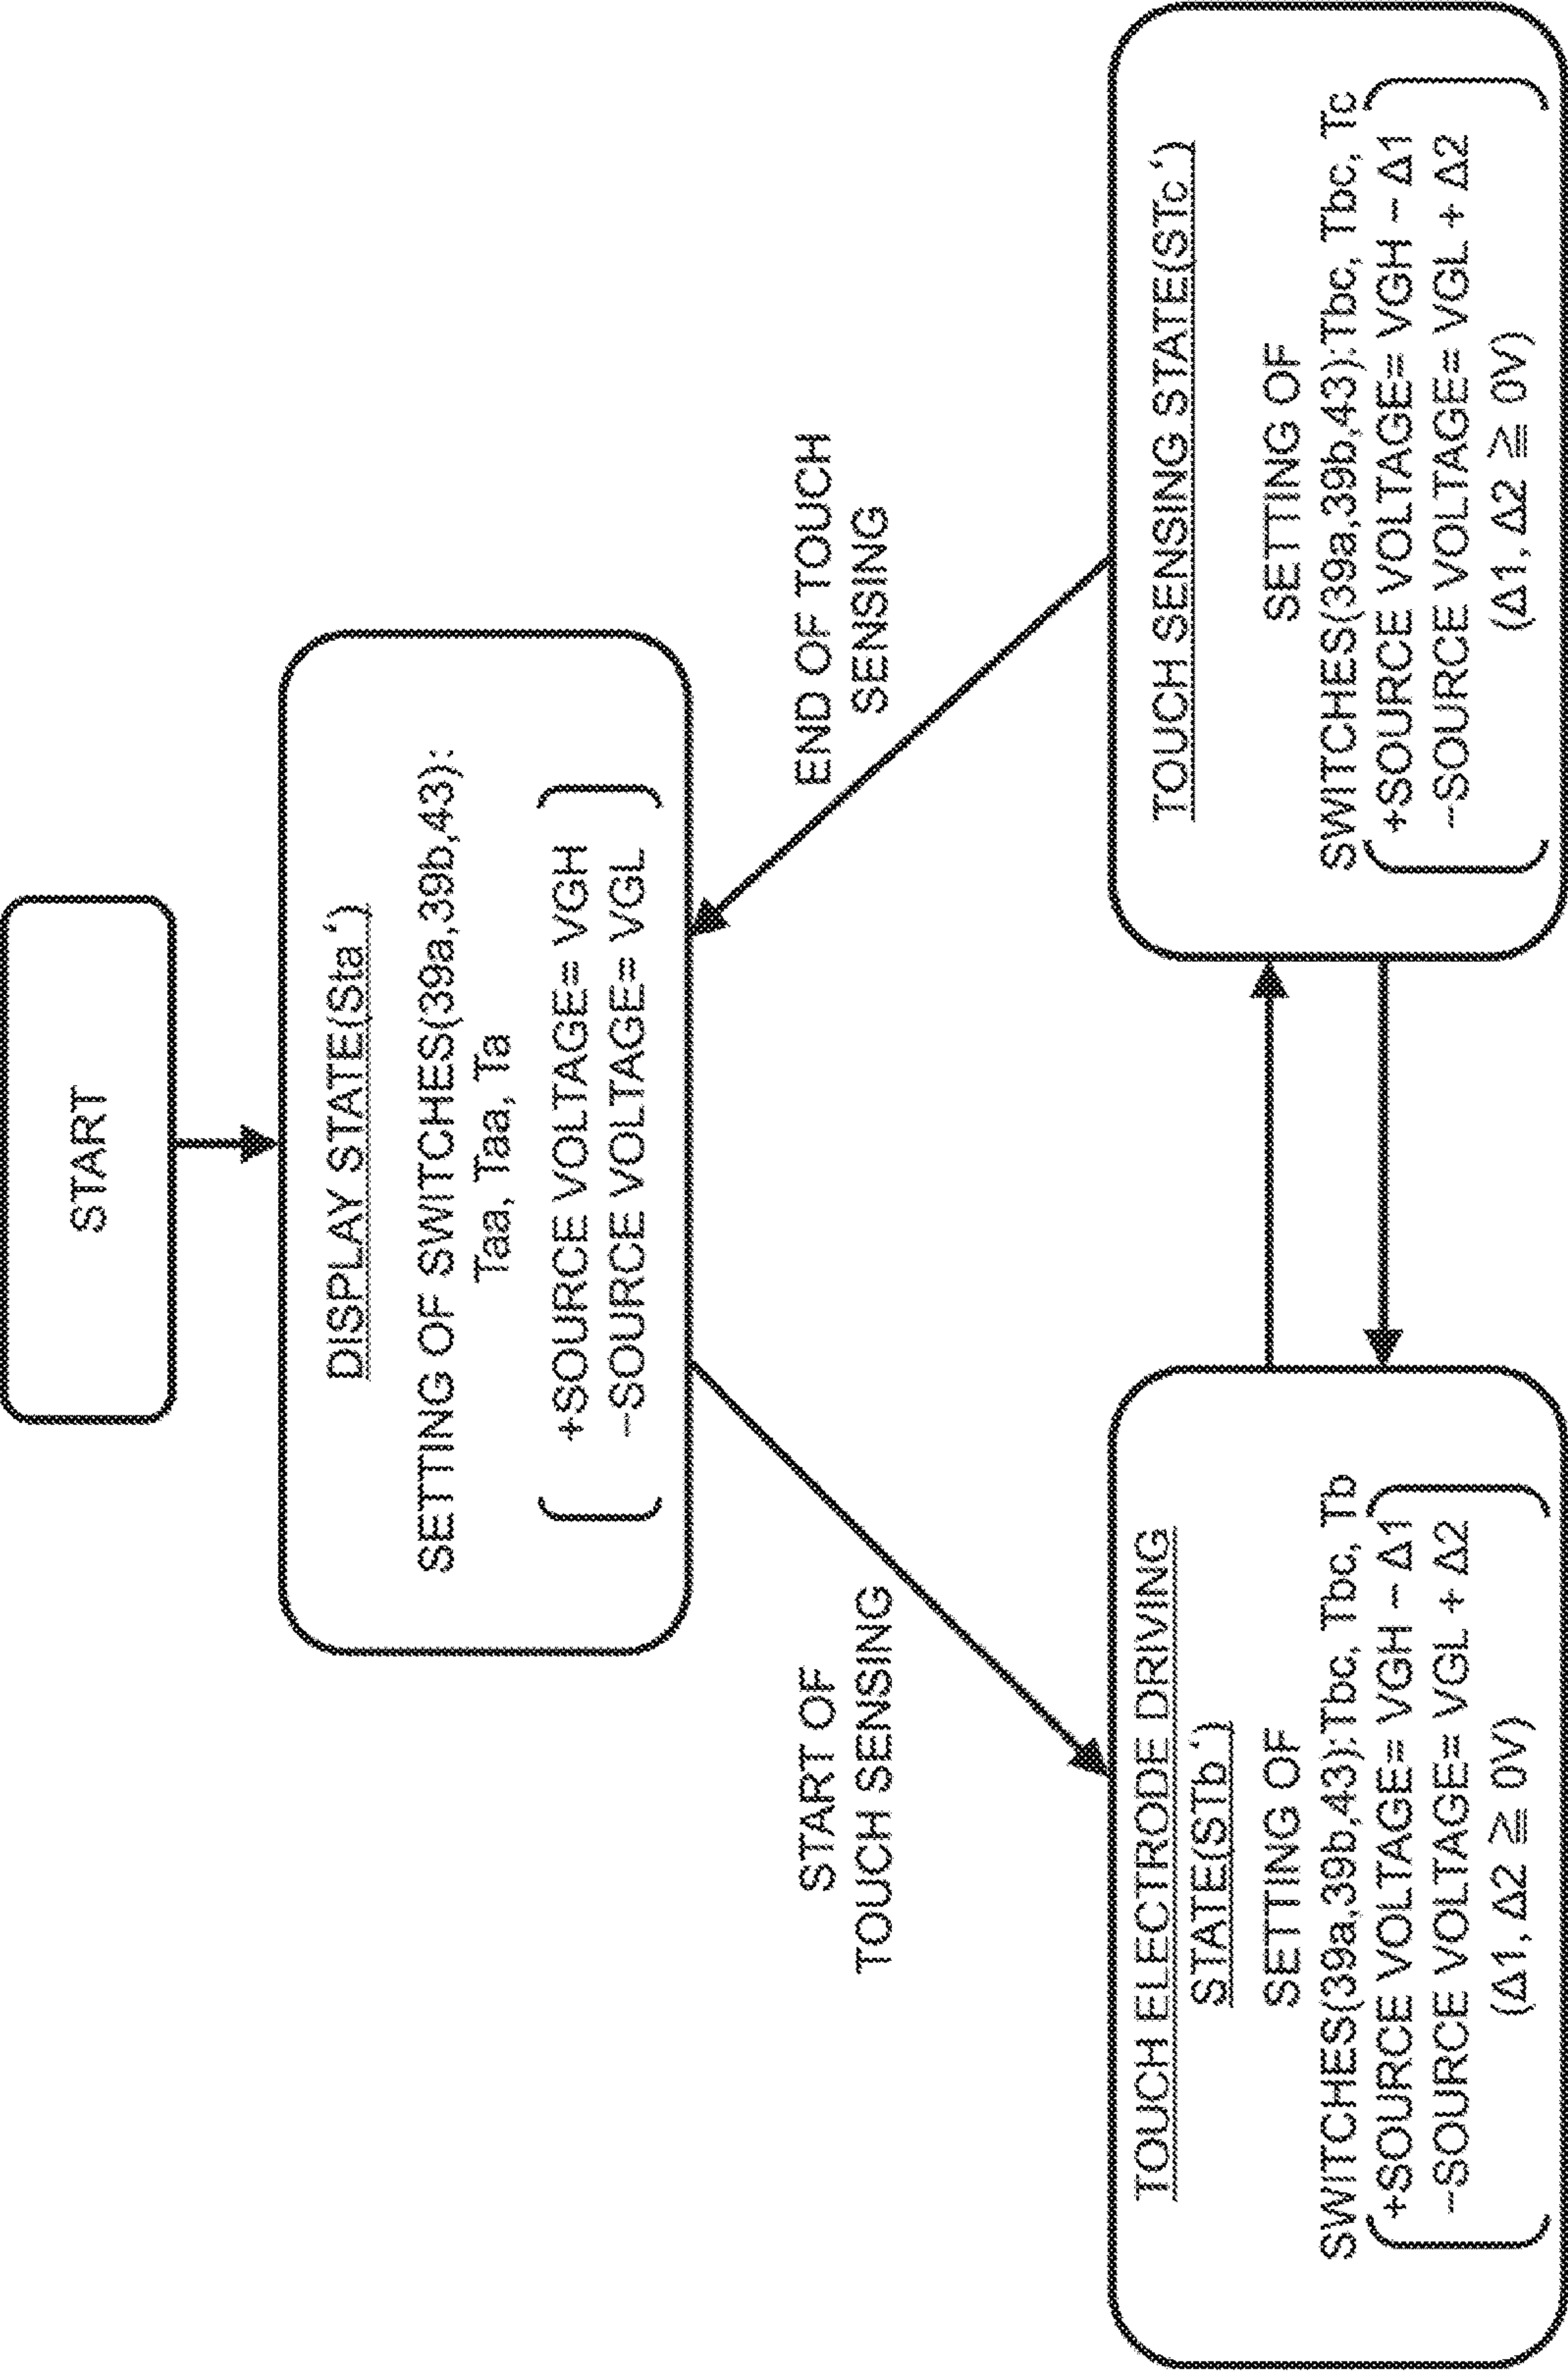 START
DISPLAY STATE(Sta‘)
SETTING OF SWITCHES(39a,39b,43):
Taa, Taa, Ta
+SOURCE VOLTAGE= VGH
−SOURCE VOLTAGE= VGL
START OF
TOUCH SENSING
END OF TOUCH
SENSING
TOUCH ELECTRODE DRIVING
STATE(STb‘)
SETTING OF
SWITCHES(39a,39b,43):Tbc, Tbc, Tb
+SOURCE VOLTAGE= VGH − Δ1
−SOURCE VOLTAGE= VGL + Δ2
(Δ1, Δ2 ≧ 0V)
TOUCH SENSING STATE(STc‘)
SETTING OF
SWITCHES(39a,39b,43):Tbc, Tbc, Tc
+SOURCE VOLTAGE= VGH − Δ1
−SOURCE VOLTAGE= VGL + Δ2
(Δ1, Δ2 ≧ 0V)